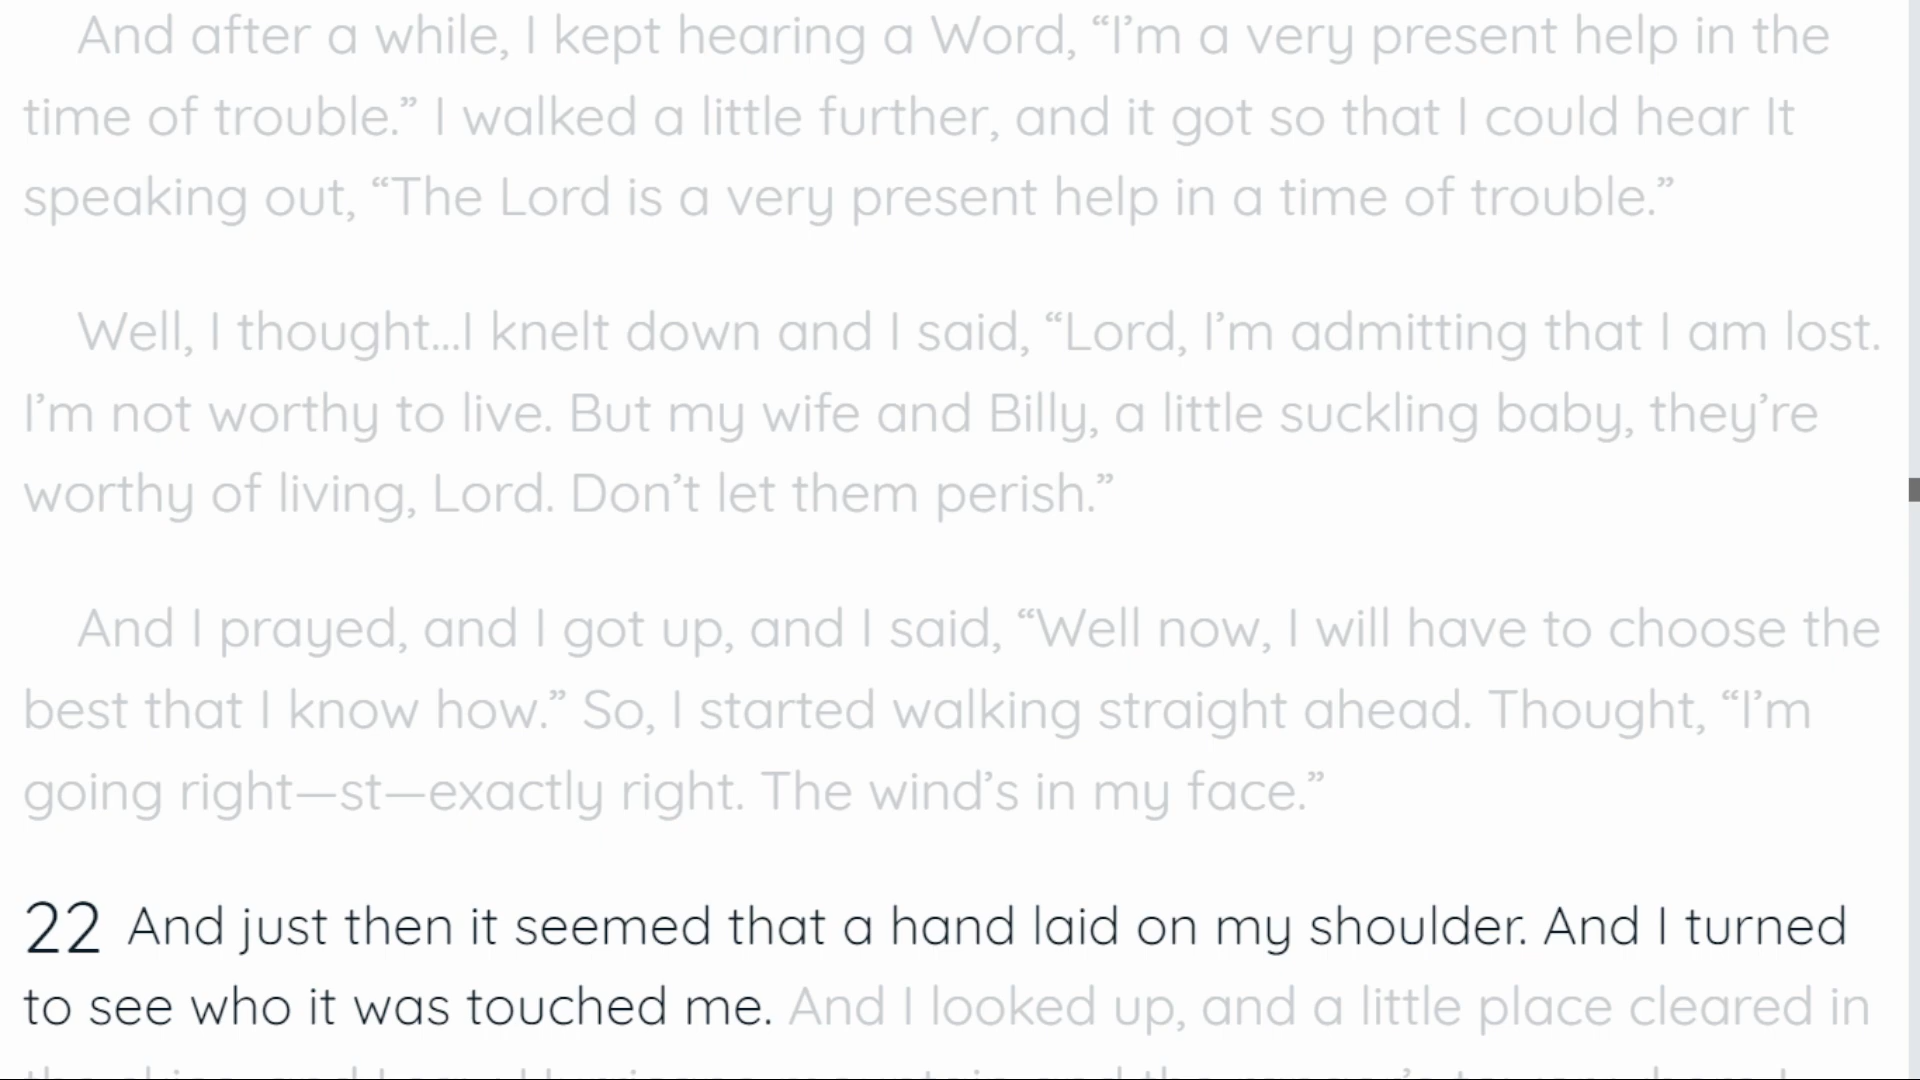 And after a while, I kept hearing a Word, “I’m a very present help in the
time of trouble.” I walked a little further, and it got so that I could hear It
speaking out, “The Lord is a very present help in a time of trouble.”
Well, I thought...I knelt down and I said, “Lord, I’m admitting that I am lost.
I’m not worthy to live. But my wife and Billy, a little suckling baby, they’re
worthy of living, Lord. Don’t let them perish.”
And I prayed, and I got up, and I said, “Well now, I will have to choose the
best that I know how.” So, I started walking straight ahead. Thought, “I’m
going right—st—exactly right. The wind’s in my face.”
22 And just then it seemed that a hand laid on my shoulder. And I turned
to see who it was touched me. And I looked up, and a little place cleared in